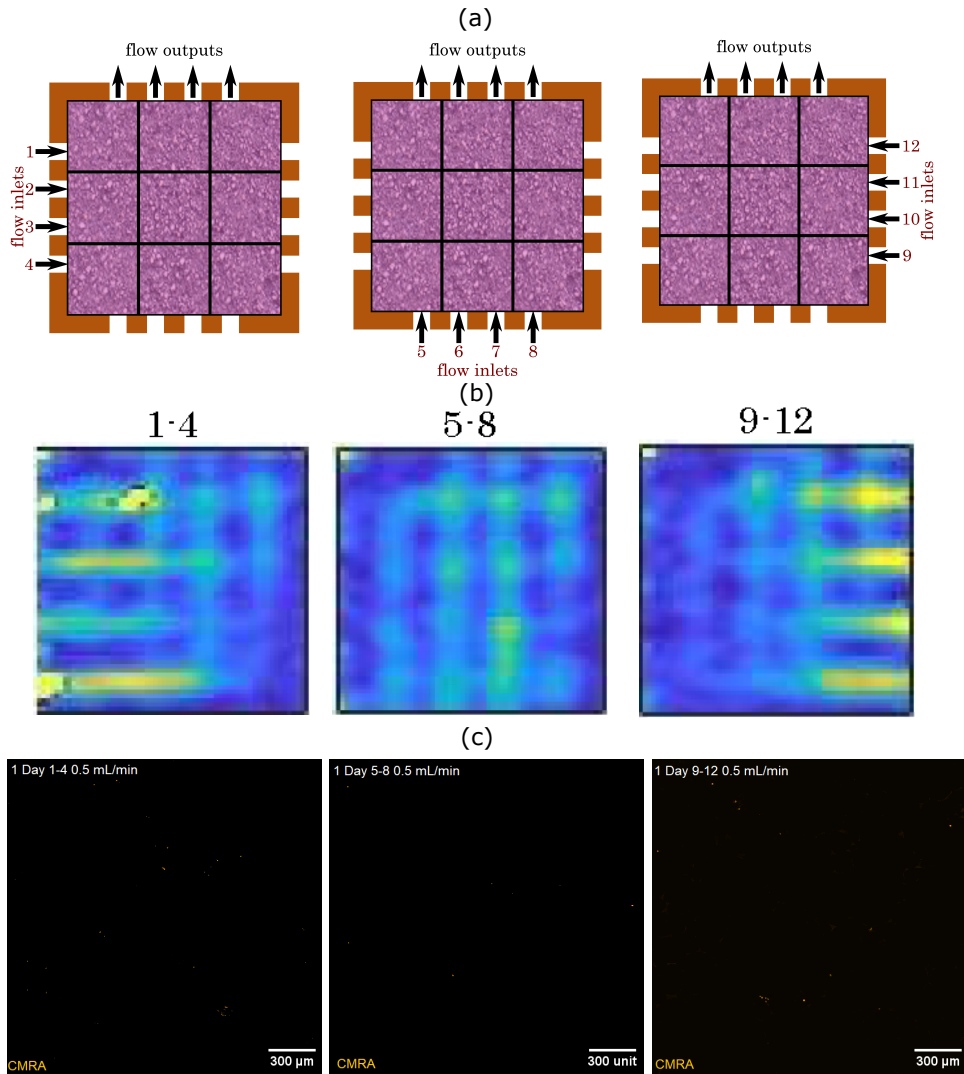 (a)
flow outputs
flow outputs
flow outputs
1
2
3
4
flow inlets
5
6
7
8
flow inlets
12
11
10
9
flow inlets
(b)
1-4
5-8
9-12
(c)
1 Day 1-4 0.5 mL/min
1 Day 5-8 0.5 mL/min
1 Day 9-12 0.5 mL/min
CMRA
300 µm
CMRA
300 unit
CMRA
300 µm